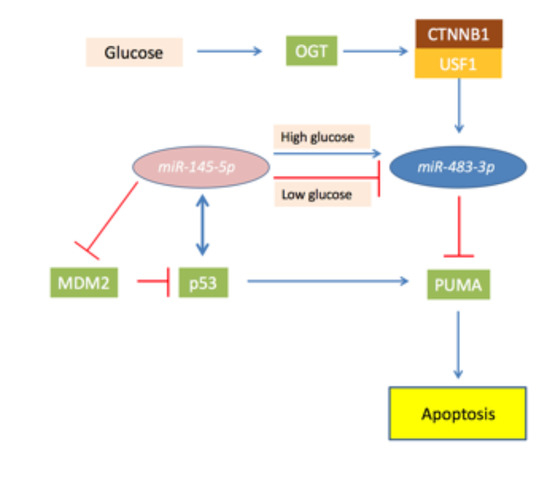 Glucose
OGT
CTNNB1
USF1
High glucose
miR-145-5p
miR-483-3p
Low glucose
MDM2
p53
PUMA
Apoptosis